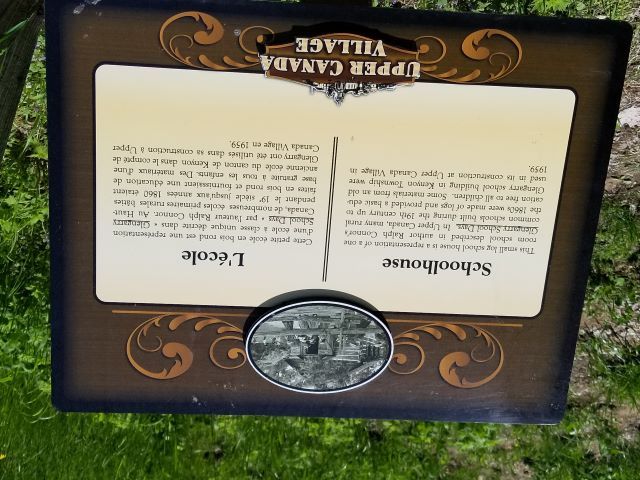 Schoolhouse
This small log school house is a representation of a one
room school described in author Ralph Connor's
Glengarry School Days. In Upper Canada, many rural
common schools built during the 19th century up to
the 1860's were made of logs and provided a basic edu-
cation free to all children. Some materials from an old
Glengarry school building in Kenyon Township were
used in its construction at Upper Canada Village in
1959.
L'école
Cette petite école en bois rond est une représentation
d'une école à classe unique décrite dans « Glengarry
School Days » par l'auteur Ralph Connor. Au Haut-
Canada, de nombreuses écoles primaires rurales bâties
pendant le 19e siècle jusqu'aux années 1860 étaient
faites en bois rond et fournissaient une éducation de
base gratuite à tous les enfants. Des matériaux d'une
ancienne école du canton de Kenyon dans le comté de
Glengarry ont été utilisés dans sa construction à Upper
Canada Village en 1959.
UPPER CANADA
VILLAGE